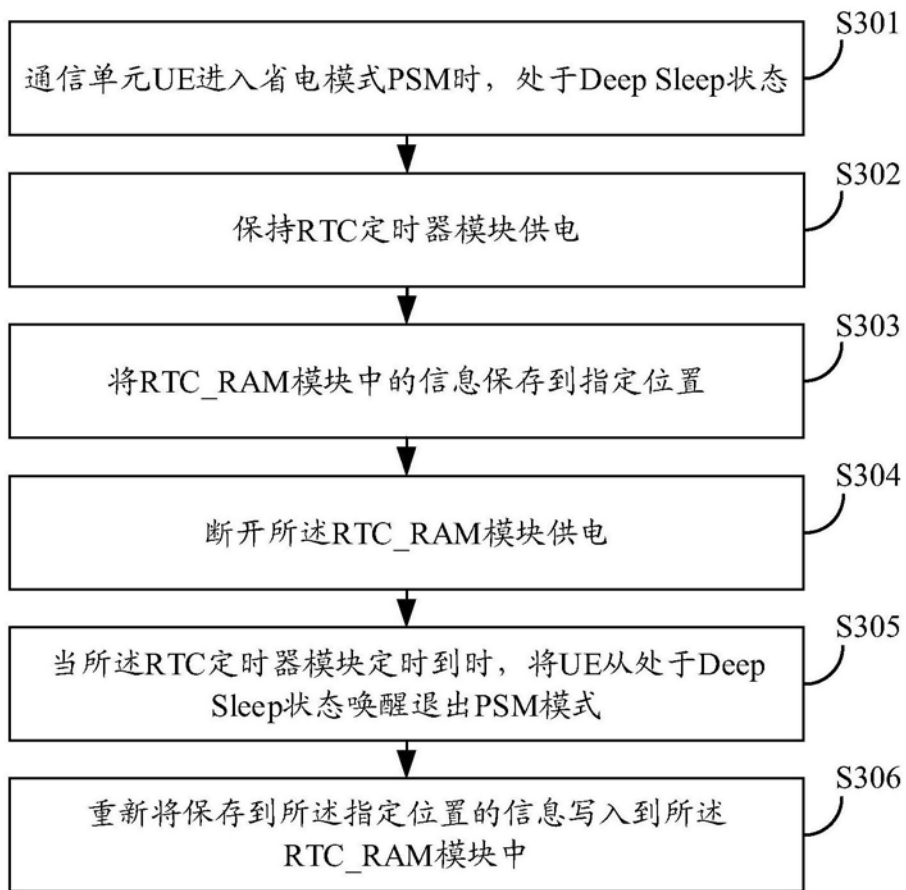 S301
通信单元UE进入省电模式PSM时，处于Deep Sleep状态
S302
保持RTC定时器模块供电
S303
将RTC_RAM模块中的信息保存到指定位置
S304
断开所述RTC_RAM模块供电
S305
当所述RTC定时器模块定时到时，将UE从处于Deep
Sleep状态唤醒退出PSM模式
S306
重新将保存到所述指定位置的信息写入到所述
RTC_RAM模块中